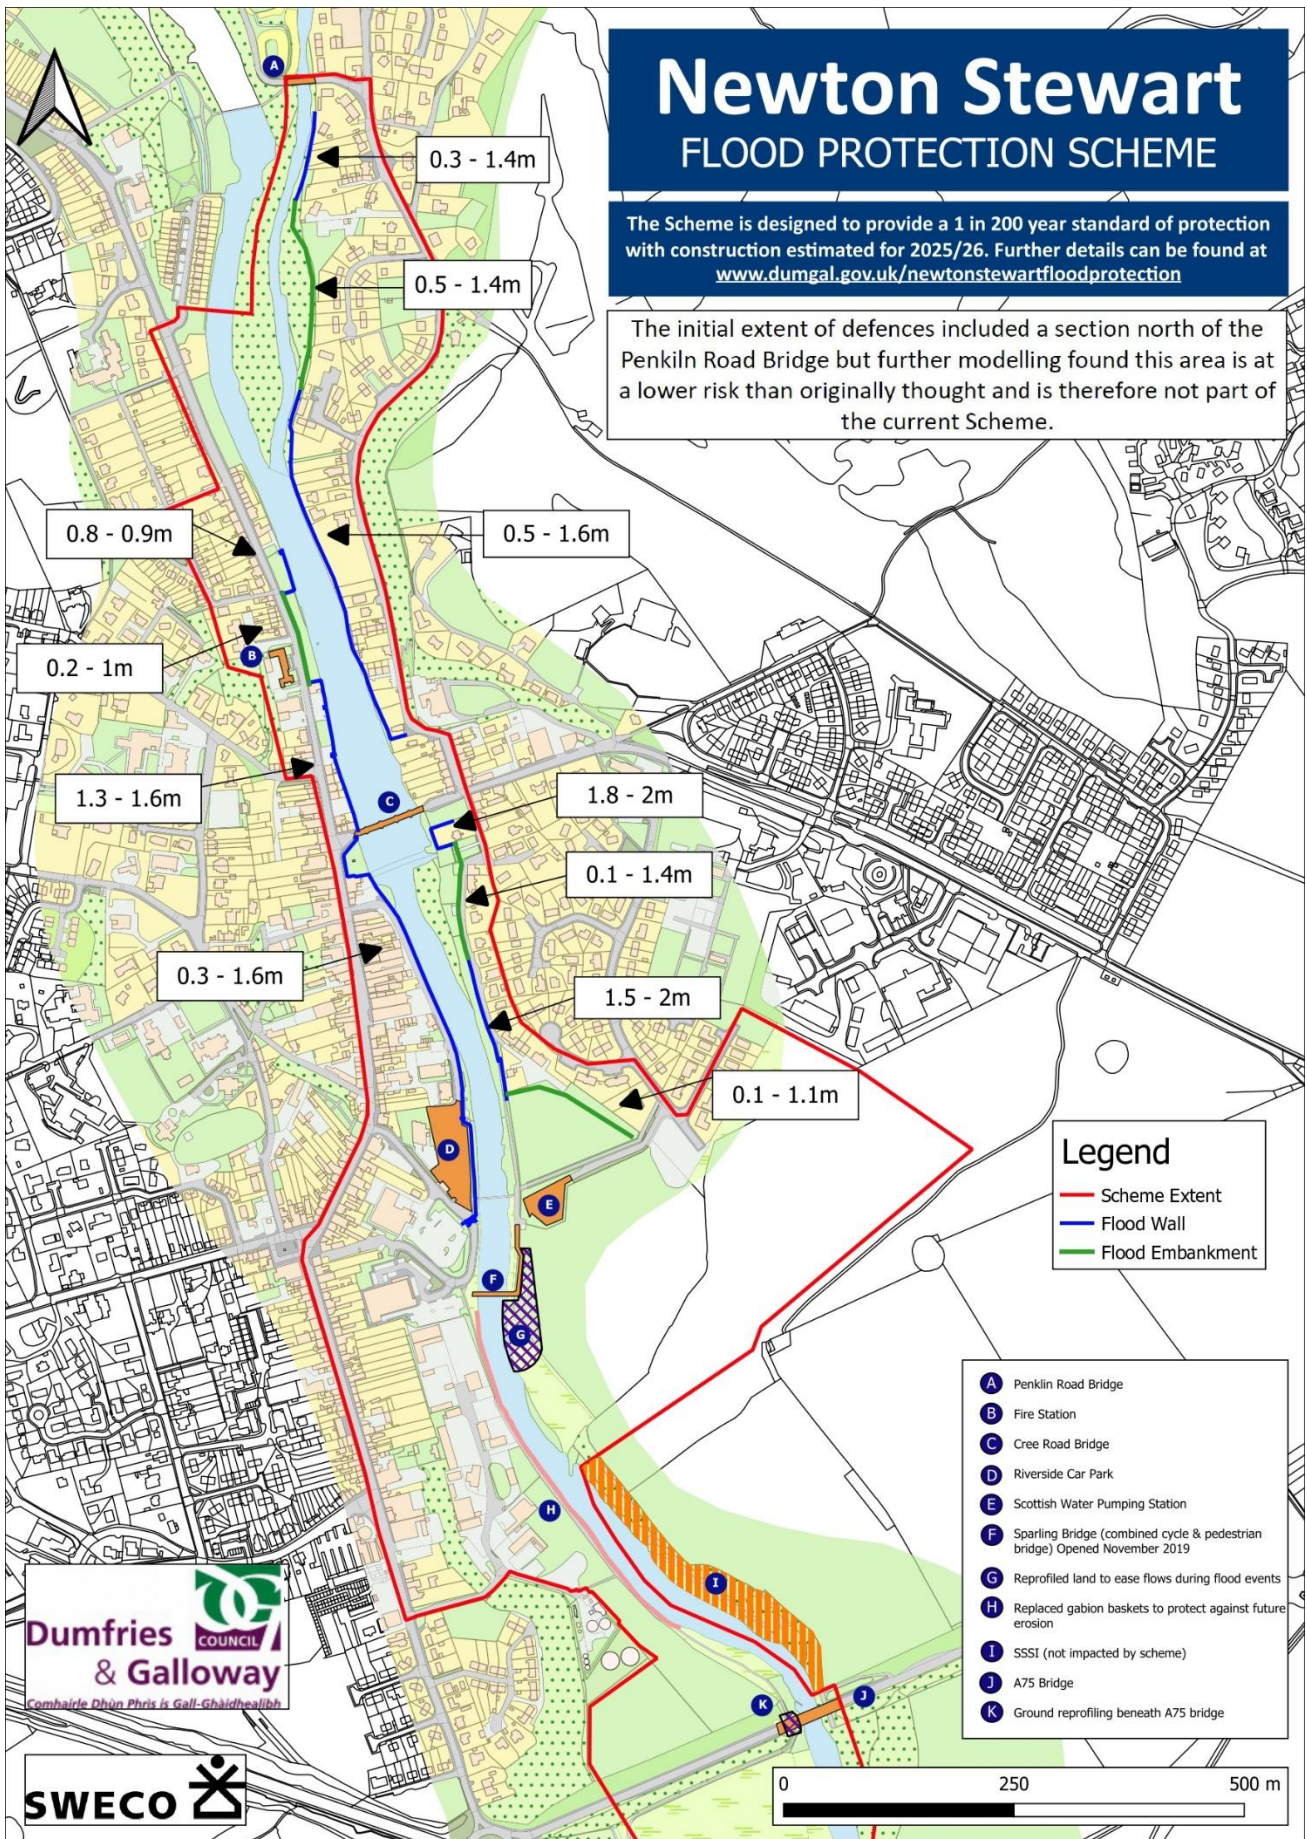 Newton Stewart
FLOOD PROTECTION SCHEME
The Scheme is designed to provide a 1 in 200 year standard of protection
with construction estimated for 2025/26. Further details can be found at
www.dumgal.gov.uk/newtonstewartfloodprotection
The initial extent of defences included a section north of the
Penkiln Road Bridge but further modelling found this area is at
a lower risk than originally thought and is therefore not part of
the current Scheme.
A
0.3 - 1.4m
0.5 - 1.4m
0.8 - 0.9m
0.5 - 1.6m
0.2 - 1m
B
1.3 - 1.6m
C
1.8 - 2m
0.1 - 1.4m
0.3 - 1.6m
1.5 - 2m
0.1 - 1.1m
D
E
F
G
H
I
J
K
Legend
Scheme Extent
Flood Wall
Flood Embankment
A Penklin Road Bridge
B Fire Station
C Cree Road Bridge
D Riverside Car Park
E Scottish Water Pumping Station
F Sparling Bridge (combined cycle & pedestrian
bridge) Opened November 2019
G Reprofiled land to ease flows during flood events
H Replaced gabion baskets to protect against future
erosion
I SSSI (not impacted by scheme)
J A75 Bridge
K Ground reprofiling beneath A75 bridge
Dumfries
COUNCIL
& Galloway
Comhairle Dhùn Phris is Gall-Ghàidhealibh
SWECO
0 250 500 m